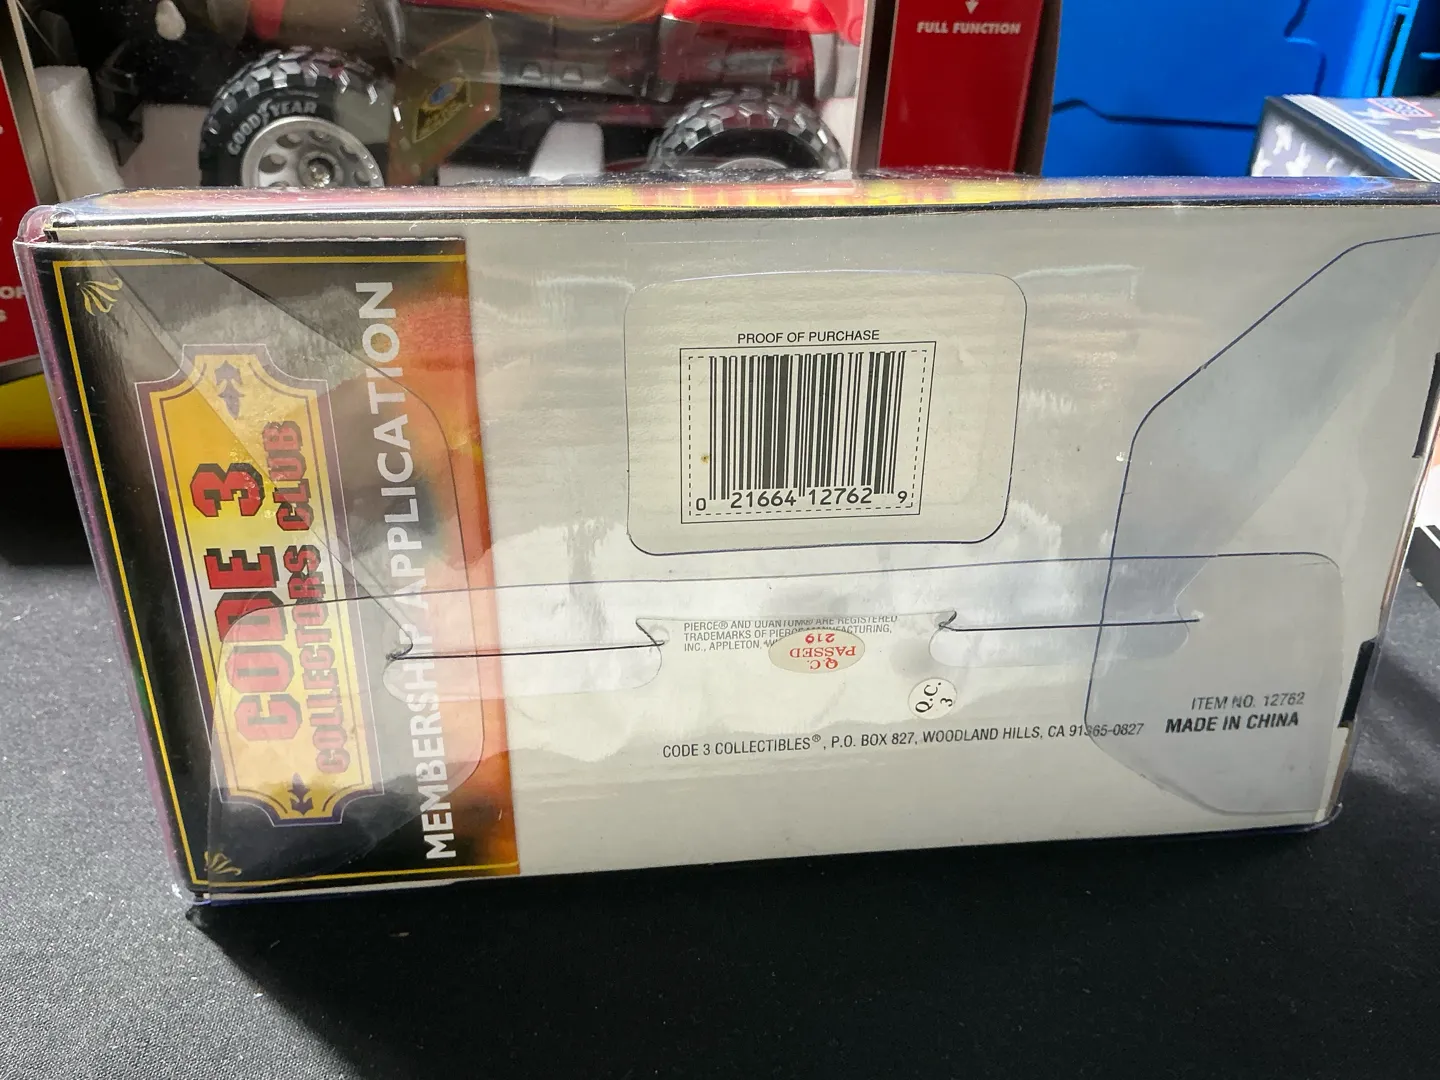 FULL FUNCTION
GOODYEAR
CODE 3
COLLECTORS CLUB
MEMBERSHIP APPLICATION
PROOF OF PURCHASE
0 21664 12762 9
PIERCE® AND QUANTUM® ARE REGISTERED
TRADEMARKS OF PIERCE MANUFACTURING,
INC., APPLETON,
Q.C.
PASSED
219
Q.C.
3
ITEM NO. 12762
MADE IN CHINA
CODE 3 COLLECTIBLES®, P.O. BOX 827, WOODLAND HILLS, CA 91365-0827